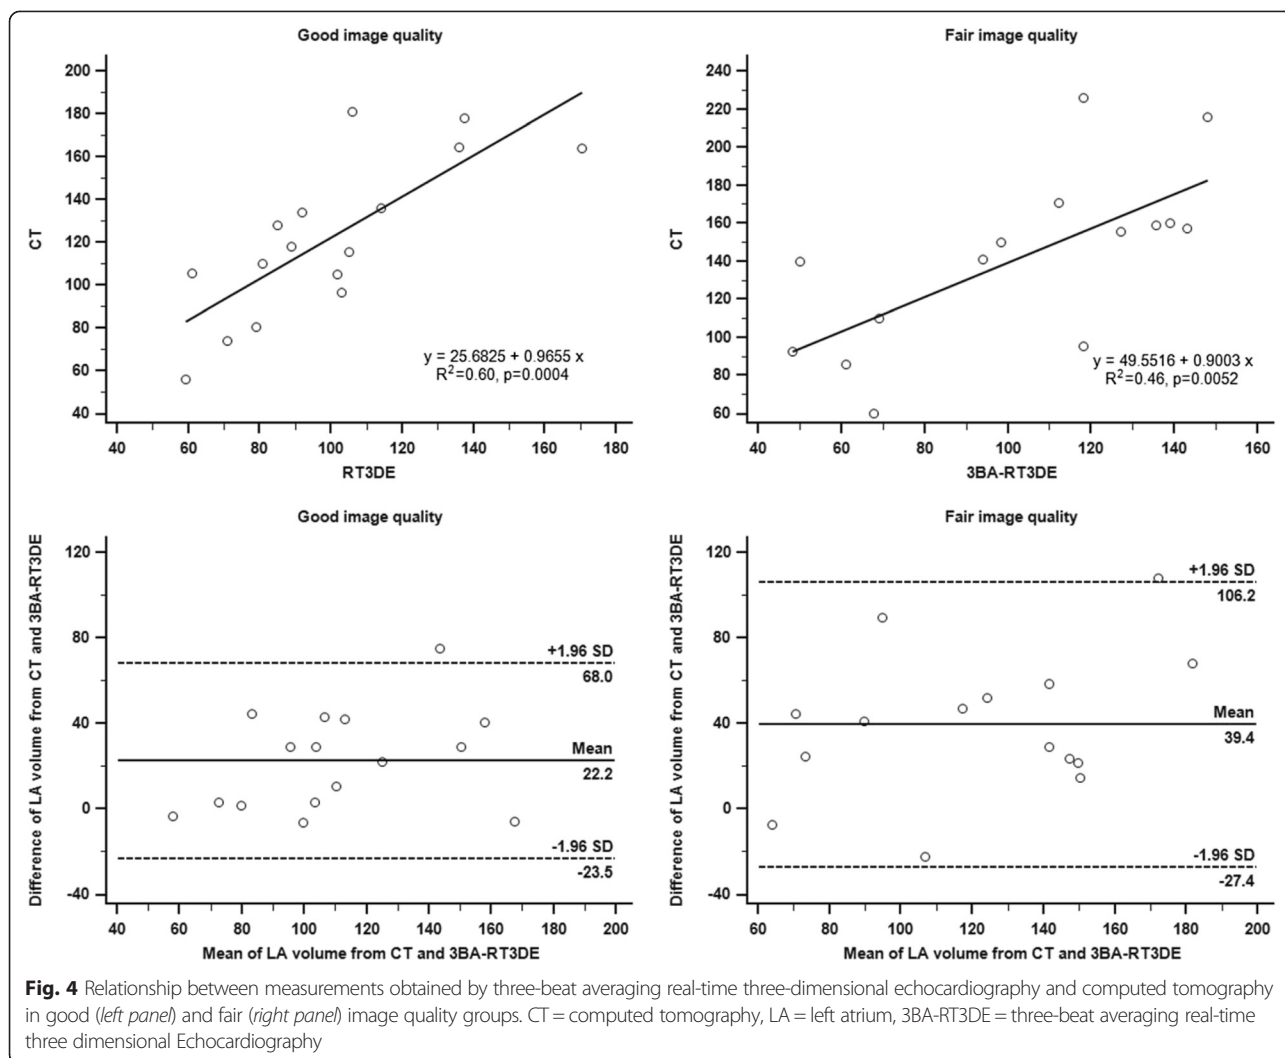 Good image quality
200
180
160
140
120
100
80
60
40
CT
y = 25.6825 + 0.9655 x
R²=0.60, p=0.0004
40 60 80 100 120 140 160 180
RT3DE
Fair image quality
240
220
200
180
160
140
120
100
80
60
CT
y = 49.5516 + 0.9003 x
R²=0.46, p=0.0052
40 60 80 100 120 140 160
3BA-RT3DE
Good image quality
Difference of LA volume from CT and 3BA-RT3DE
120
80
40
0
-40
+1.96 SD
68.0
Mean
22.2
-1.96 SD
-23.5
40 60 80 100 120 140 160 180 200
Mean of LA volume from CT and 3BA-RT3DE
Fair image quality
Difference of LA volume from CT and 3BA-RT3DE
120
80
40
0
-40
+1.96 SD
106.2
Mean
39.4
-1.96 SD
-27.4
60 80 100 120 140 160 180 200
Mean of LA volume from CT and 3BA-RT3DE
Fig. 4 Relationship between measurements obtained by three-beat averaging real-time three-dimensional echocardiography and computed tomography
in good (left panel) and fair (right panel) image quality groups. CT = computed tomography, LA = left atrium, 3BA-RT3DE = three-beat averaging real-time
three dimensional Echocardiography